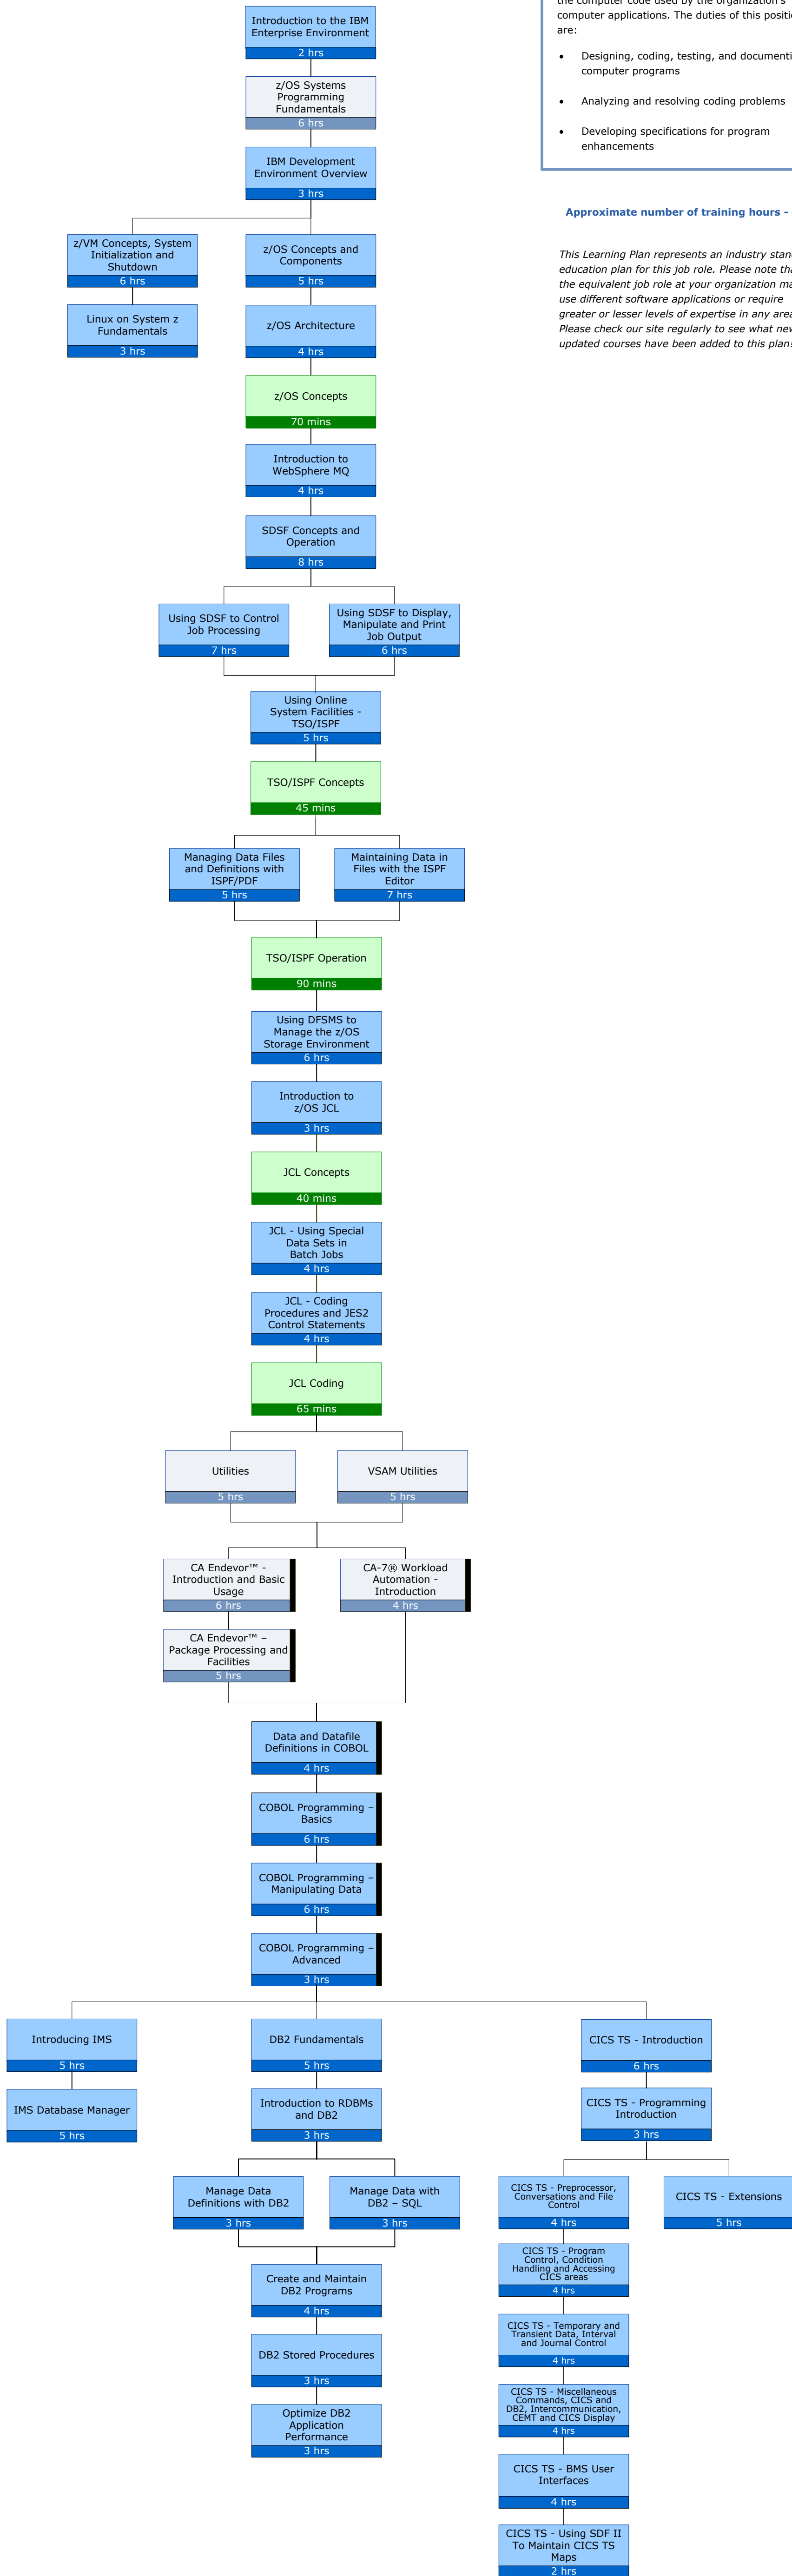 the computer code used by the organization's
computer applications. The duties of this positi
are:
• Designing, coding, testing, and documenti
computer programs
• Analyzing and resolving coding problems
• Developing specifications for program
enhancements
Approximate number of training hours -
This Learning Plan represents an industry stan
education plan for this job role. Please note tha
the equivalent job role at your organization ma
use different software applications or require
greater or lesser levels of expertise in any area
Please check our site regularly to see what new
updated courses have been added to this plan!
Introduction to the IBM
Enterprise Environment
2 hrs
z/OS Systems
Programming
Fundamentals
6 hrs
IBM Development
Environment Overview
3 hrs
z/VM Concepts, System
Initialization and
Shutdown
6 hrs
Linux on System z
Fundamentals
3 hrs
z/OS Concepts and
Components
5 hrs
z/OS Architecture
4 hrs
z/OS Concepts
70 mins
Introduction to
WebSphere MQ
4 hrs
SDSF Concepts and
Operation
8 hrs
Using SDSF to Control
Job Processing
7 hrs
Using SDSF to Display,
Manipulate and Print
Job Output
6 hrs
Using Online
System Facilities -
TSO/ISPF
5 hrs
TSO/ISPF Concepts
45 mins
Managing Data Files
and Definitions with
ISPF/PDF
5 hrs
Maintaining Data in
Files with the ISPF
Editor
7 hrs
TSO/ISPF Operation
90 mins
Using DFSMS to
Manage the z/OS
Storage Environment
6 hrs
Introduction to
z/OS JCL
3 hrs
JCL Concepts
40 mins
JCL - Using Special
Data Sets in
Batch Jobs
4 hrs
JCL - Coding
Procedures and JES2
Control Statements
4 hrs
JCL Coding
65 mins
Utilities
5 hrs
VSAM Utilities
5 hrs
CA Endevor™ -
Introduction and Basic
Usage
6 hrs
CA-7® Workload
Automation -
Introduction
4 hrs
CA Endevor™ –
Package Processing and
Facilities
5 hrs
Data and Datafile
Definitions in COBOL
4 hrs
COBOL Programming –
Basics
6 hrs
COBOL Programming –
Manipulating Data
6 hrs
COBOL Programming –
Advanced
3 hrs
Introducing IMS
5 hrs
IMS Database Manager
5 hrs
DB2 Fundamentals
5 hrs
Introduction to RDBMs
and DB2
3 hrs
Manage Data
Definitions with DB2
3 hrs
Manage Data with
DB2 – SQL
3 hrs
Create and Maintain
DB2 Programs
4 hrs
DB2 Stored Procedures
3 hrs
Optimize DB2
Application
Performance
3 hrs
CICS TS - Introduction
6 hrs
CICS TS - Programming
Introduction
3 hrs
CICS TS - Preprocessor,
Conversations and File
Control
4 hrs
CICS TS - Extensions
5 hrs
CICS TS - Program
Control, Condition
Handling and Accessing
CICS areas
4 hrs
CICS TS - Temporary and
Transient Data, Interval
and Journal Control
4 hrs
CICS TS - Miscellaneous
Commands, CICS and
DB2, Intercommunication,
CEMT and CICS Display
4 hrs
CICS TS - BMS User
Interfaces
4 hrs
CICS TS - Using SDF II
To Maintain CICS TS
Maps
2 hrs